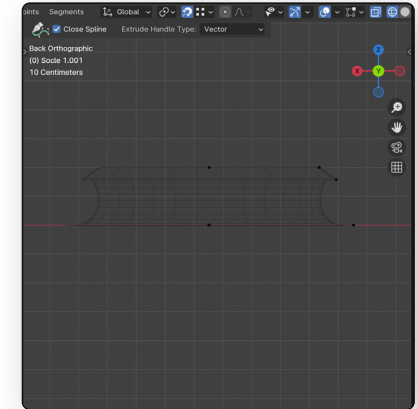 oints Segments Global
Close Spline Extrude Handle Type: Vector
Back Orthographic
(0) Socle 1.001
10 Centimeters
Z
X Y